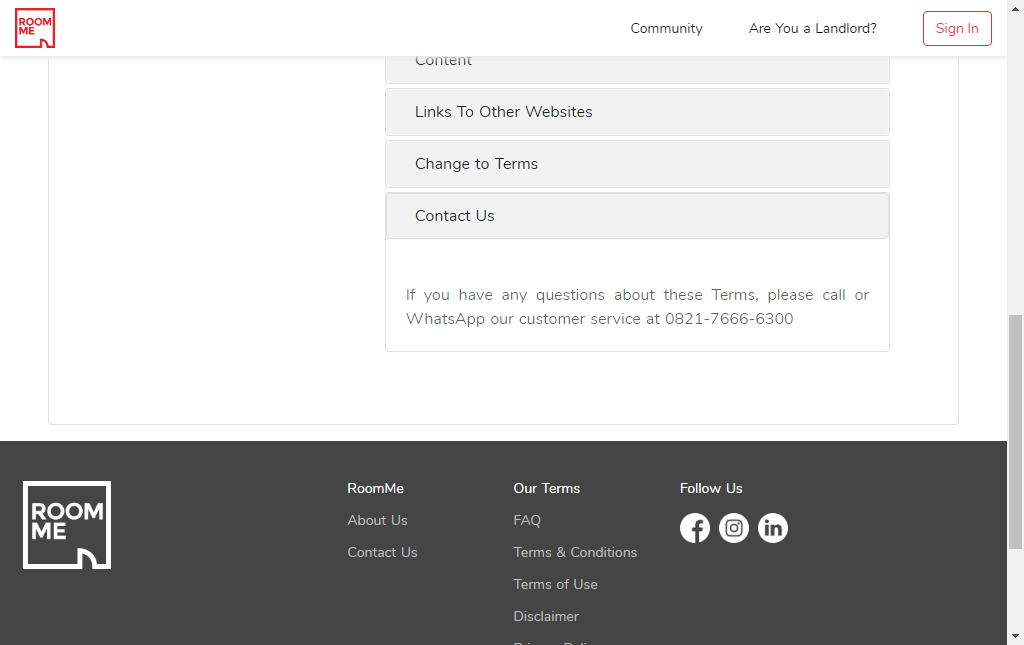 ROOM
ME
Community
Are You a Landlord?
Sign In
Content
Links To Other Websites
Change to Terms
Contact Us
If you have any questions about these Terms, please call or
WhatsApp our customer service at 0821-7666-6300
ROOM
ME
RoomMe
About Us
Contact Us
Our Terms
FAQ
Terms & Conditions
Terms of Use
Disclaimer
Follow Us